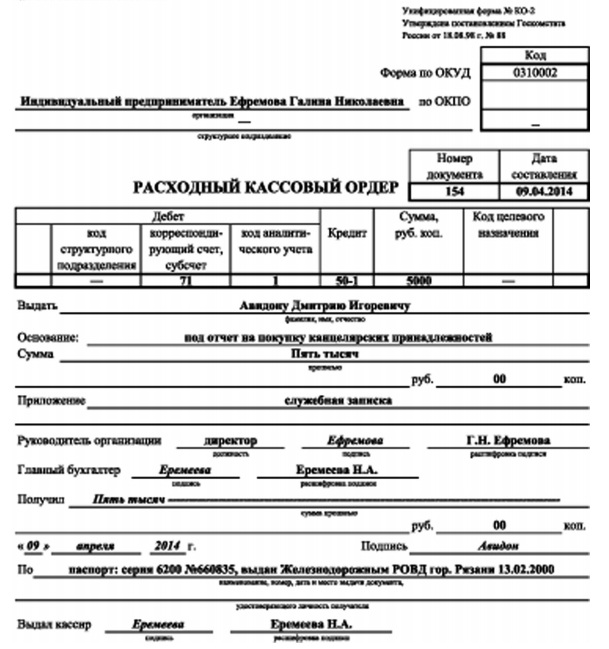 Унифицированная форма № КО-2
Утверждена постановлением Госкомстата
России от 18.08.98 г. № 88
Код
Форма по ОКУД 0310002
Индивидуальный предприниматель Ефремова Галина Николаевна по ОКПО
организация
— —
структурное подразделение
Номер документа Дата составления
РАСХОДНЫЙ КАССОВЫЙ ОРДЕР 154 09.04.2014
Дебет Кредит Сумма, руб. коп. Код целевого назначения
код структурного подразделения корреспонди-рующий счет, субсчет код аналити-ческого учета
— 71 1 50-1 5000 —
Выдать Авидону Дмитрию Игоревичу
фамилия, имя, отчество
Основание: под отчет на покупку канцелярских принадлежностей
Сумма Пять тысяч
прописью
руб. 00 коп.
Приложение служебная записка
Руководитель организации директор Ефремова Г.Н. Ефремова
должность подпись расшифровка подписи
Главный бухгалтер Еремеева Еремеева Н.А.
подпись расшифровка подписи
Получил Пять тысяч
сумма прописью
руб. 00 коп.
« 09 » апреля 2014 г. Подпись Авидон
По паспорт: серия 6200 №660835, выдан Железнодорожным РОВД гор. Рязани 13.02.2000
наименование, номер, дата и место выдачи документа,
удостоверяющего личность получателя
Выдал кассир Еремеева Еремеева Н.А.
подпись расшифровка подписи